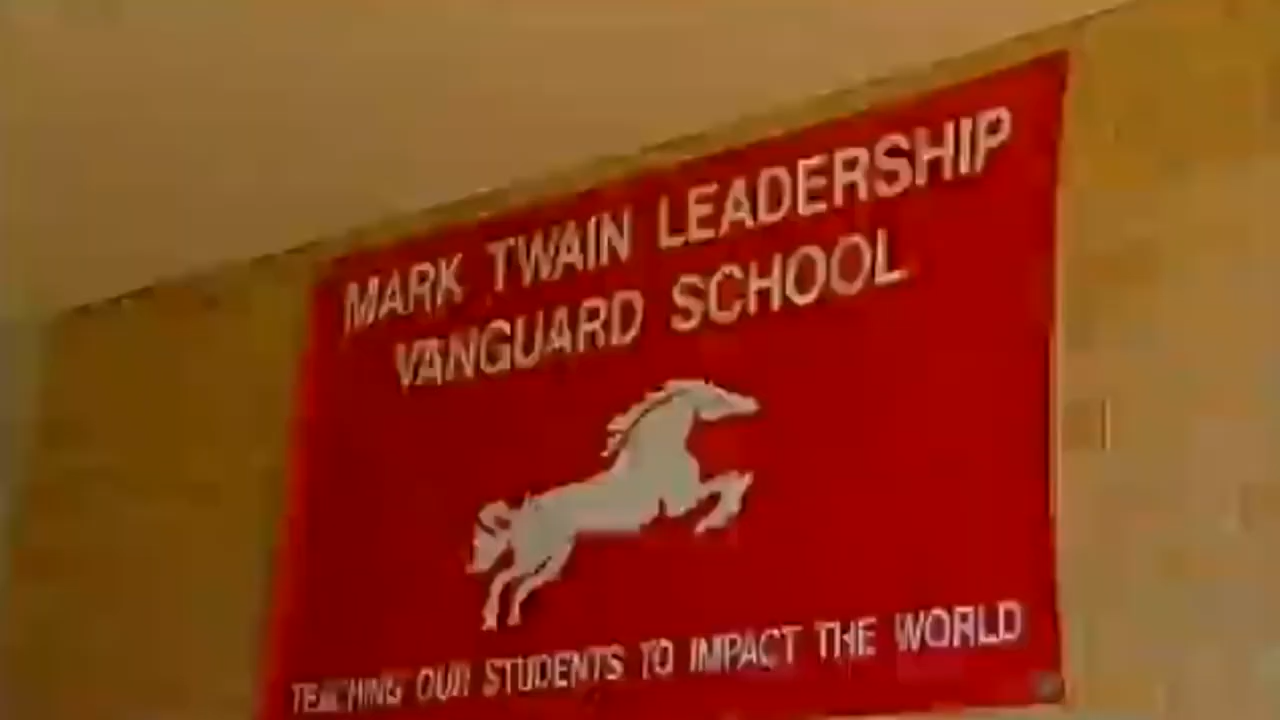 MARK TWAIN LEADERSHIP
VANGUARD SCHOOL
TEACHING OUR STUDENTS TO IMPACT THE WORLD